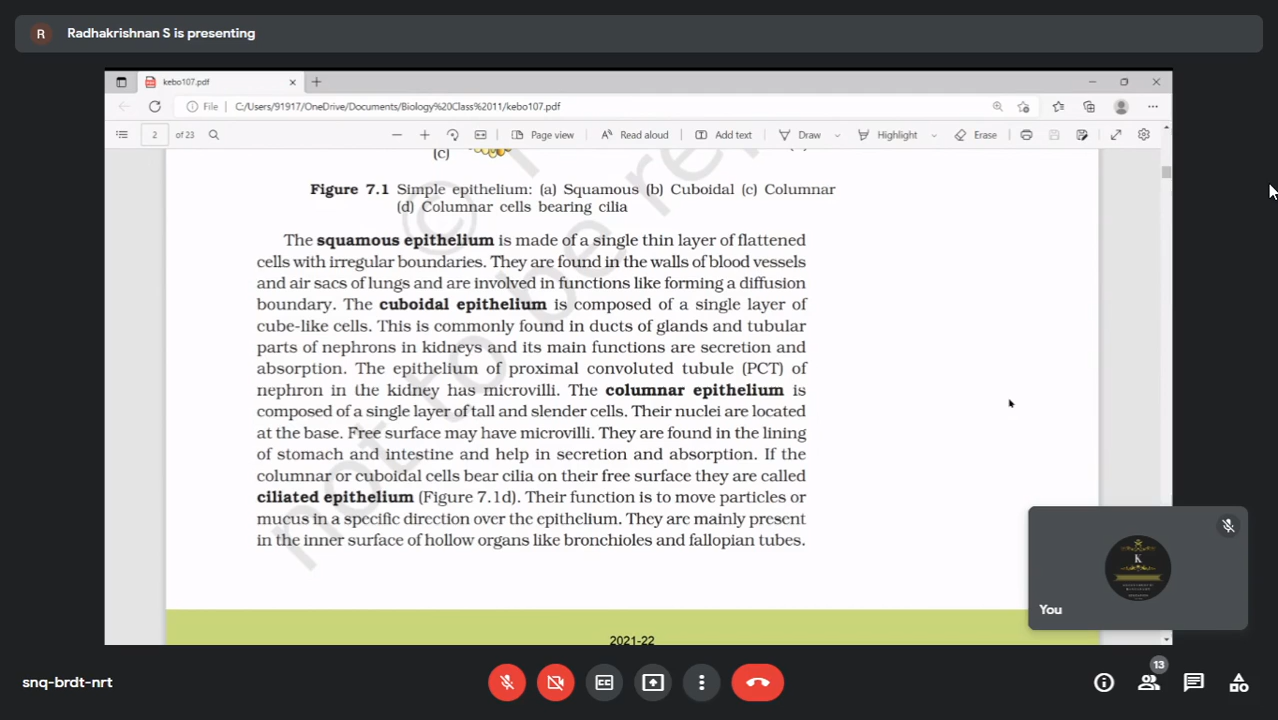 R Radhakrishnan S is presenting
kebo107.pdf
File C:/Users/91917/OneDrive/Documents/Biology%20Class%2011/kebo107.pdf
2 of 23 Page view Read aloud Add text Draw Highlight Erase
(c)
Figure 7.1 Simple epithelium: (a) Squamous (b) Cuboidal (c) Columnar
(d) Columnar cells bearing cilia
The squamous epithelium is made of a single thin layer of flattened
cells with irregular boundaries. They are found in the walls of blood vessels
and air sacs of lungs and are involved in functions like forming a diffusion
boundary. The cuboidal epithelium is composed of a single layer of
cube-like cells. This is commonly found in ducts of glands and tubular
parts of nephrons in kidneys and its main functions are secretion and
absorption. The epithelium of proximal convoluted tubule (PCT) of
nephron in the kidney has microvilli. The columnar epithelium is
composed of a single layer of tall and slender cells. Their nuclei are located
at the base. Free surface may have microvilli. They are found in the lining
of stomach and intestine and help in secretion and absorption. If the
columnar or cuboidal cells bear cilia on their free surface they are called
ciliated epithelium (Figure 7.1d). Their function is to move particles or
mucus in a specific direction over the epithelium. They are mainly present
in the inner surface of hollow organs like bronchioles and fallopian tubes.
not to be re
©
K
You
2021-22
snq-brdt-nrt
13